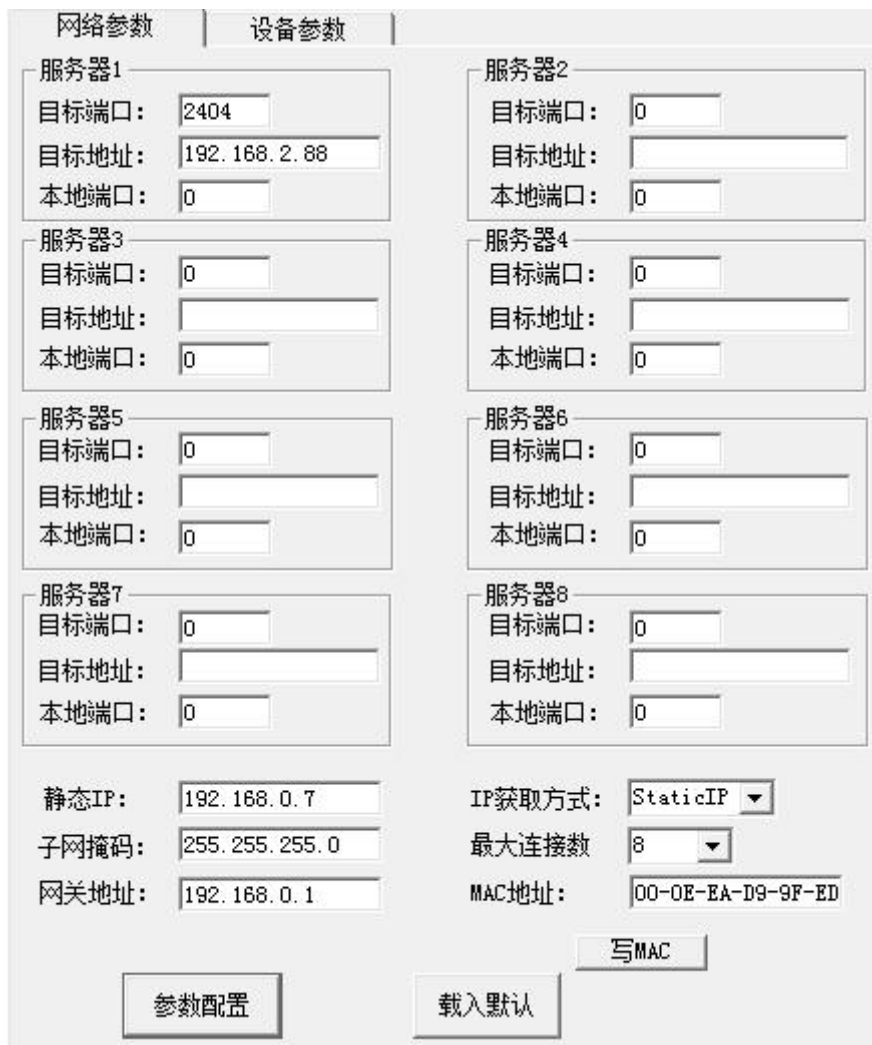 网络参数 设备参数
服务器1
目标端口: 2404
目标地址: 192.168.2.88
本地端口: 0
服务器2
目标端口: 0
目标地址:
本地端口: 0
服务器3
目标端口: 0
目标地址:
本地端口: 0
服务器4
目标端口: 0
目标地址:
本地端口: 0
服务器5
目标端口: 0
目标地址:
本地端口: 0
服务器6
目标端口: 0
目标地址:
本地端口: 0
服务器7
目标端口: 0
目标地址:
本地端口: 0
服务器8
目标端口: 0
目标地址:
本地端口: 0
静态IP: 192.168.0.7 IP获取方式: StaticIP
子网掩码: 255.255.255.0 最大连接数 8
网关地址: 192.168.0.1 MAC地址: 00-0E-EA-D9-9F-ED
写MAC
参数配置 载入默认